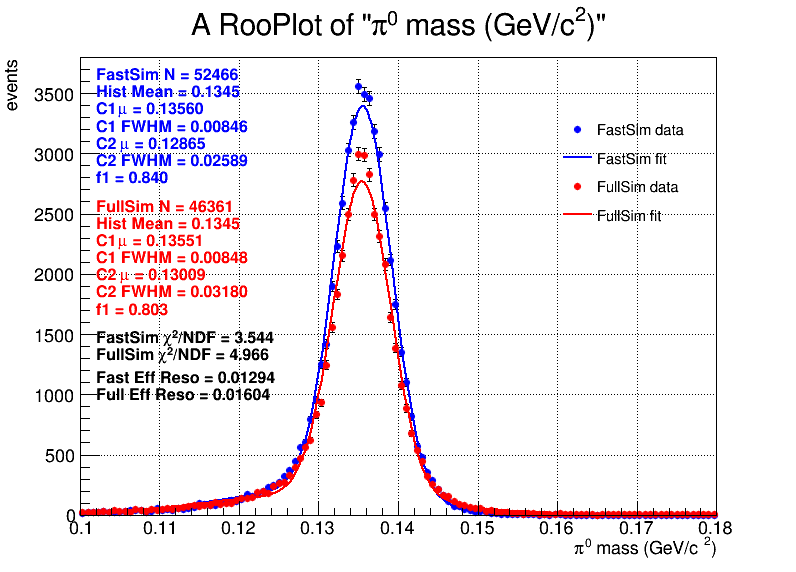 A RooPlot of "π⁰ mass (GeV/c²)"
events
FastSim N = 52466
Hist Mean = 0.1345
C1 μ = 0.13560
C1 FWHM = 0.00846
C2 μ = 0.12865
C2 FWHM = 0.02589
f1 = 0.840
FullSim N = 46361
Hist Mean = 0.1345
C1 μ = 0.13551
C1 FWHM = 0.00848
C2 μ = 0.13009
C2 FWHM = 0.03180
f1 = 0.803
FastSim χ²/NDF = 3.544
FullSim χ²/NDF = 4.966
Fast Eff Reso = 0.01294
Full Eff Reso = 0.01604
FastSim data
FastSim fit
FullSim data
FullSim fit
3500
3000
2500
2000
1500
1000
500
0
0.1 0.11 0.12 0.13 0.14 0.15 0.16 0.17 0.18
π⁰ mass (GeV/c ²)